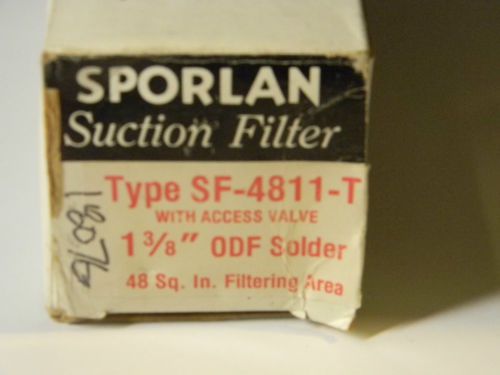 SPORLAN
Suction Filter
Type SF-4811-T
WITH ACCESS VALVE
1 3/8" ODF Solder
48 Sq. In. Filtering Area